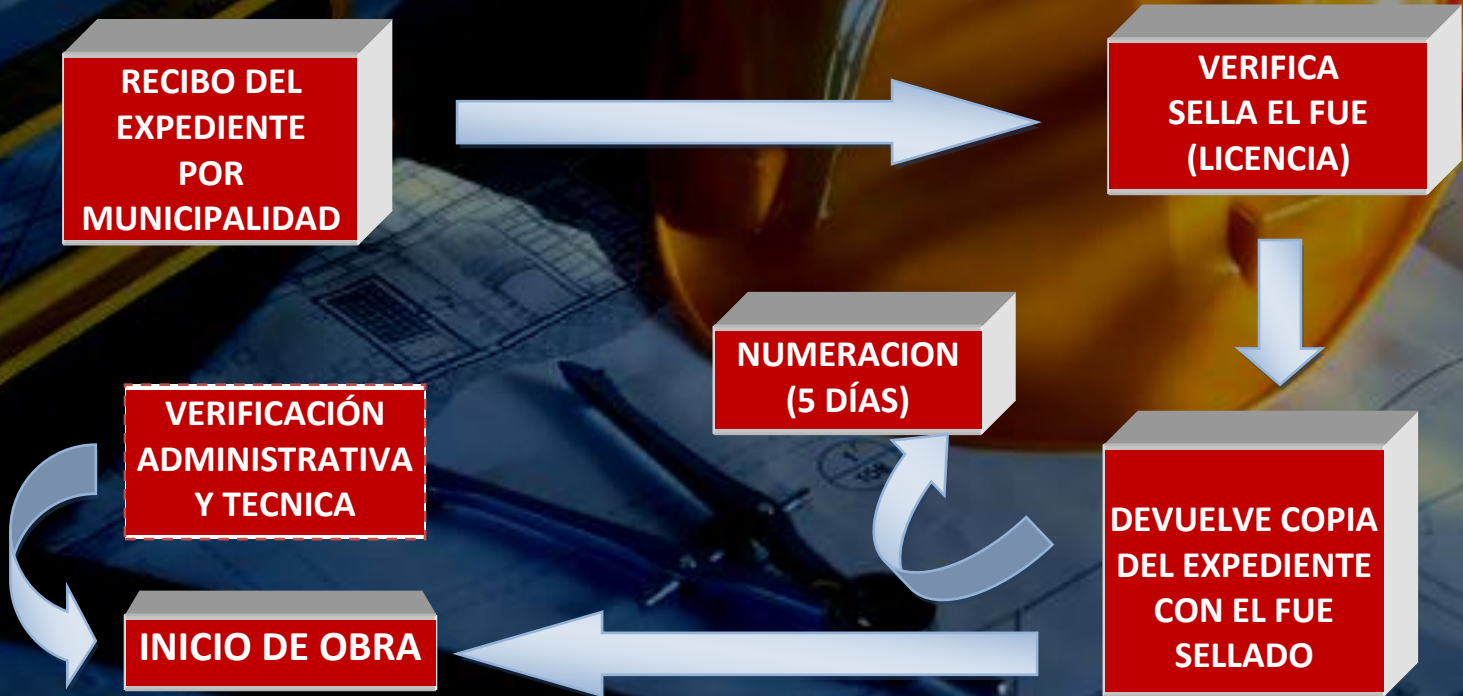 RECIBO DEL
EXPEDIENTE
POR
MUNICIPALIDAD
VERIFICA
SELLA EL FUE
(LICENCIA)
NUMERACION
(5 DÍAS)
VERIFICACIÓN
ADMINISTRATIVA
Y TECNICA
DEVUELVE COPIA
DEL EXPEDIENTE
CON EL FUE
SELLADO
INICIO DE OBRA